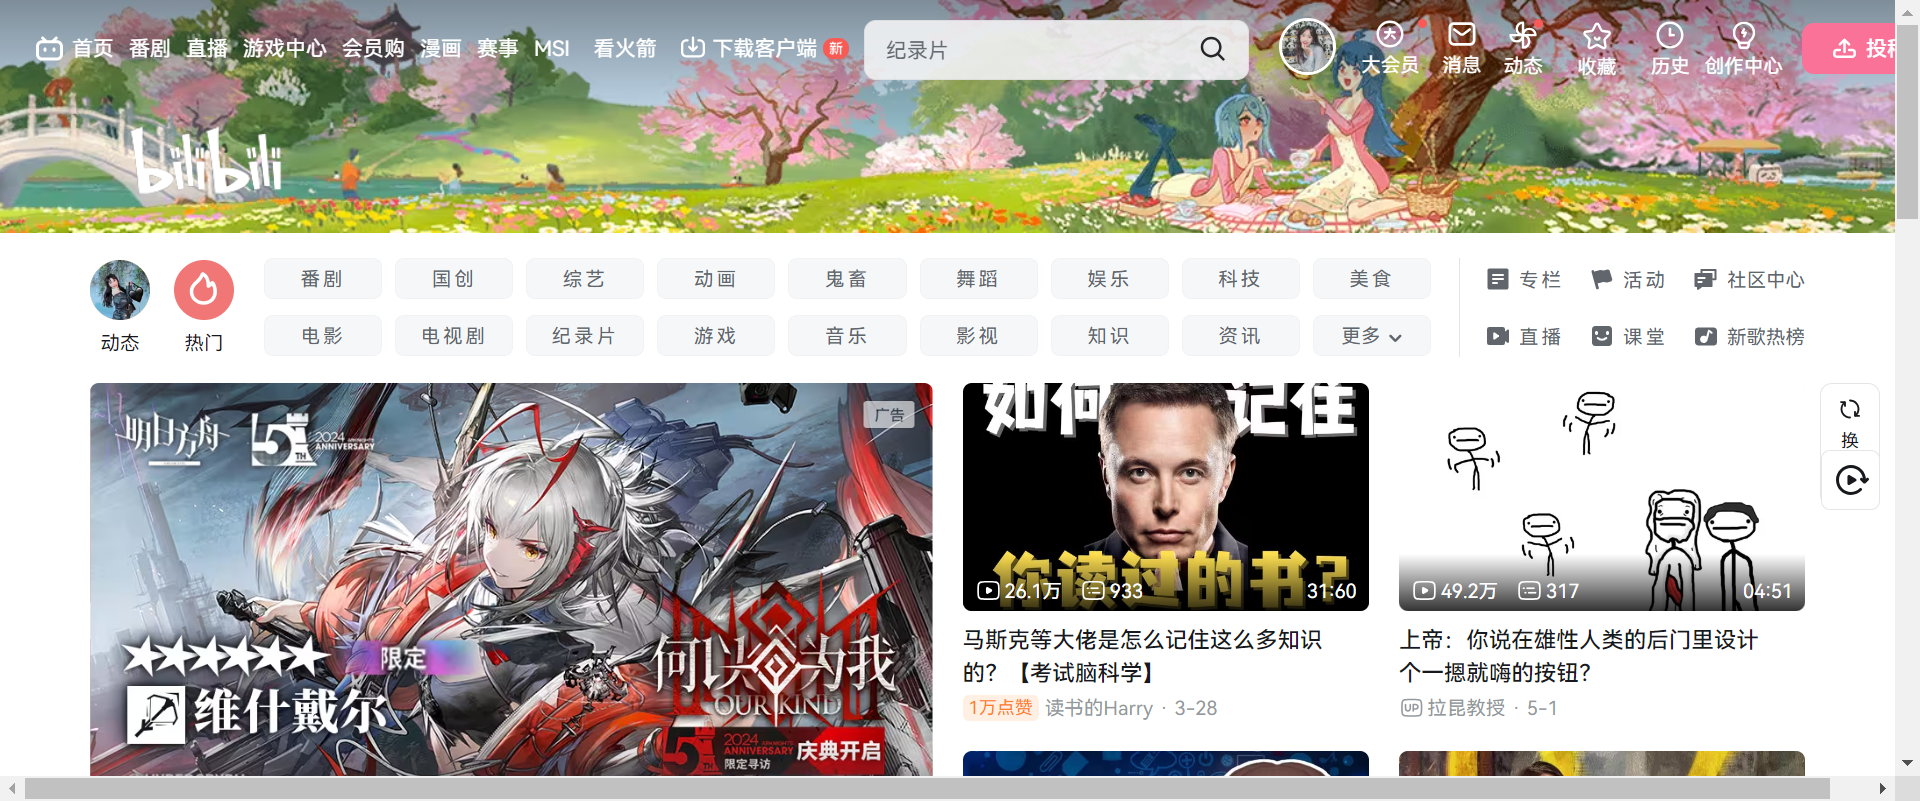 首页 番剧 直播 游戏中心 会员购 漫画 赛事 MSI 看火箭 下载客户端 新
纪录片
大会员 消息 动态 收藏 历史 创作中心 投稿
bilibili
番剧 国创 综艺 动画 鬼畜 舞蹈 娱乐 科技 美食
专栏 活动 社区中心
动态 热门
电影 电视剧 纪录片 游戏 音乐 影视 知识 资讯 更多
直播 课堂 新歌热榜
明日方舟
5TH 2024 ANNIVERSARY
广告
限定
维什戴尔
何以为我
OUR KIND
5TH 2024 ANNIVERSARY 限定寻访 庆典开启
如何记住
你读过的书?
26.1万 933 31:60
马斯克等大佬是怎么记住这么多知识
的？【考试脑科学】
1万点赞 读书的Harry · 3-28
49.2万 317 04:51
上帝：你说在雄性人类的后门里设计
个一摁就嗨的按钮?
UP 拉昆教授 · 5-1
换